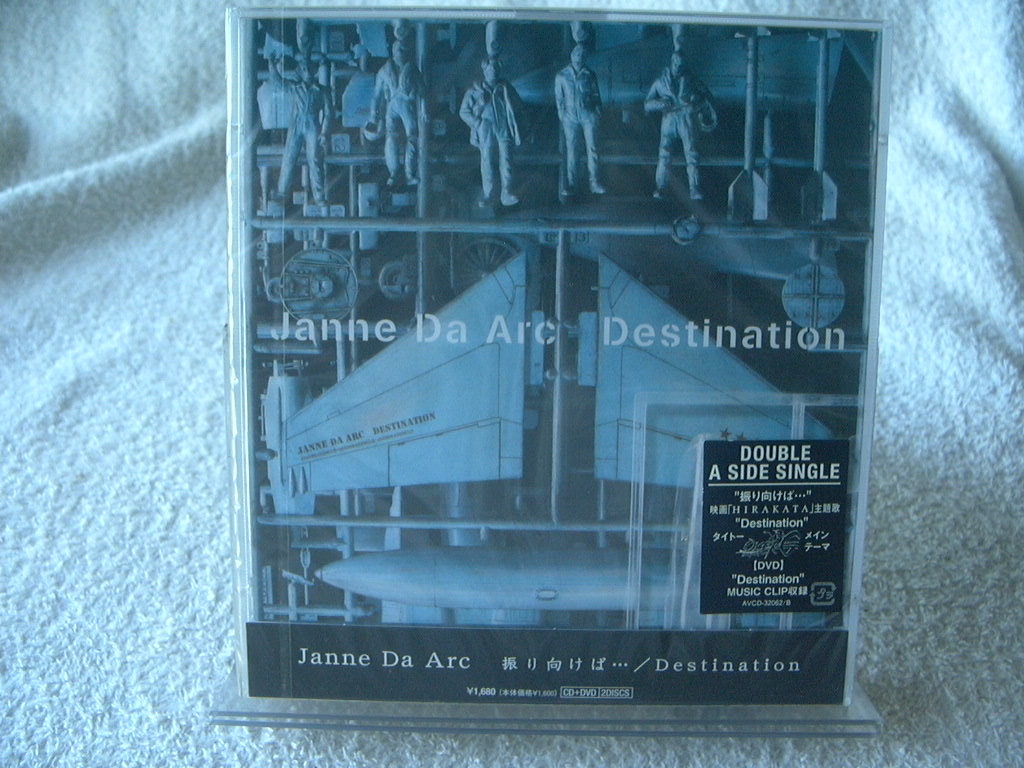 Janne Da Arc Destination
JANNE DA ARC DESTINATION
DOUBLE
A SIDE SINGLE
"振り向けば…"
映画「HIRAKATA」主題歌
"Destination"
タイトー メイン
テーマ
【DVD】
"Destination"
MUSIC CLIP収録
AVCD-32062/B
Janne Da Arc 振り向けば…／Destination
¥1,680 (本体価格¥1,600) CD+DVD 2DISCS